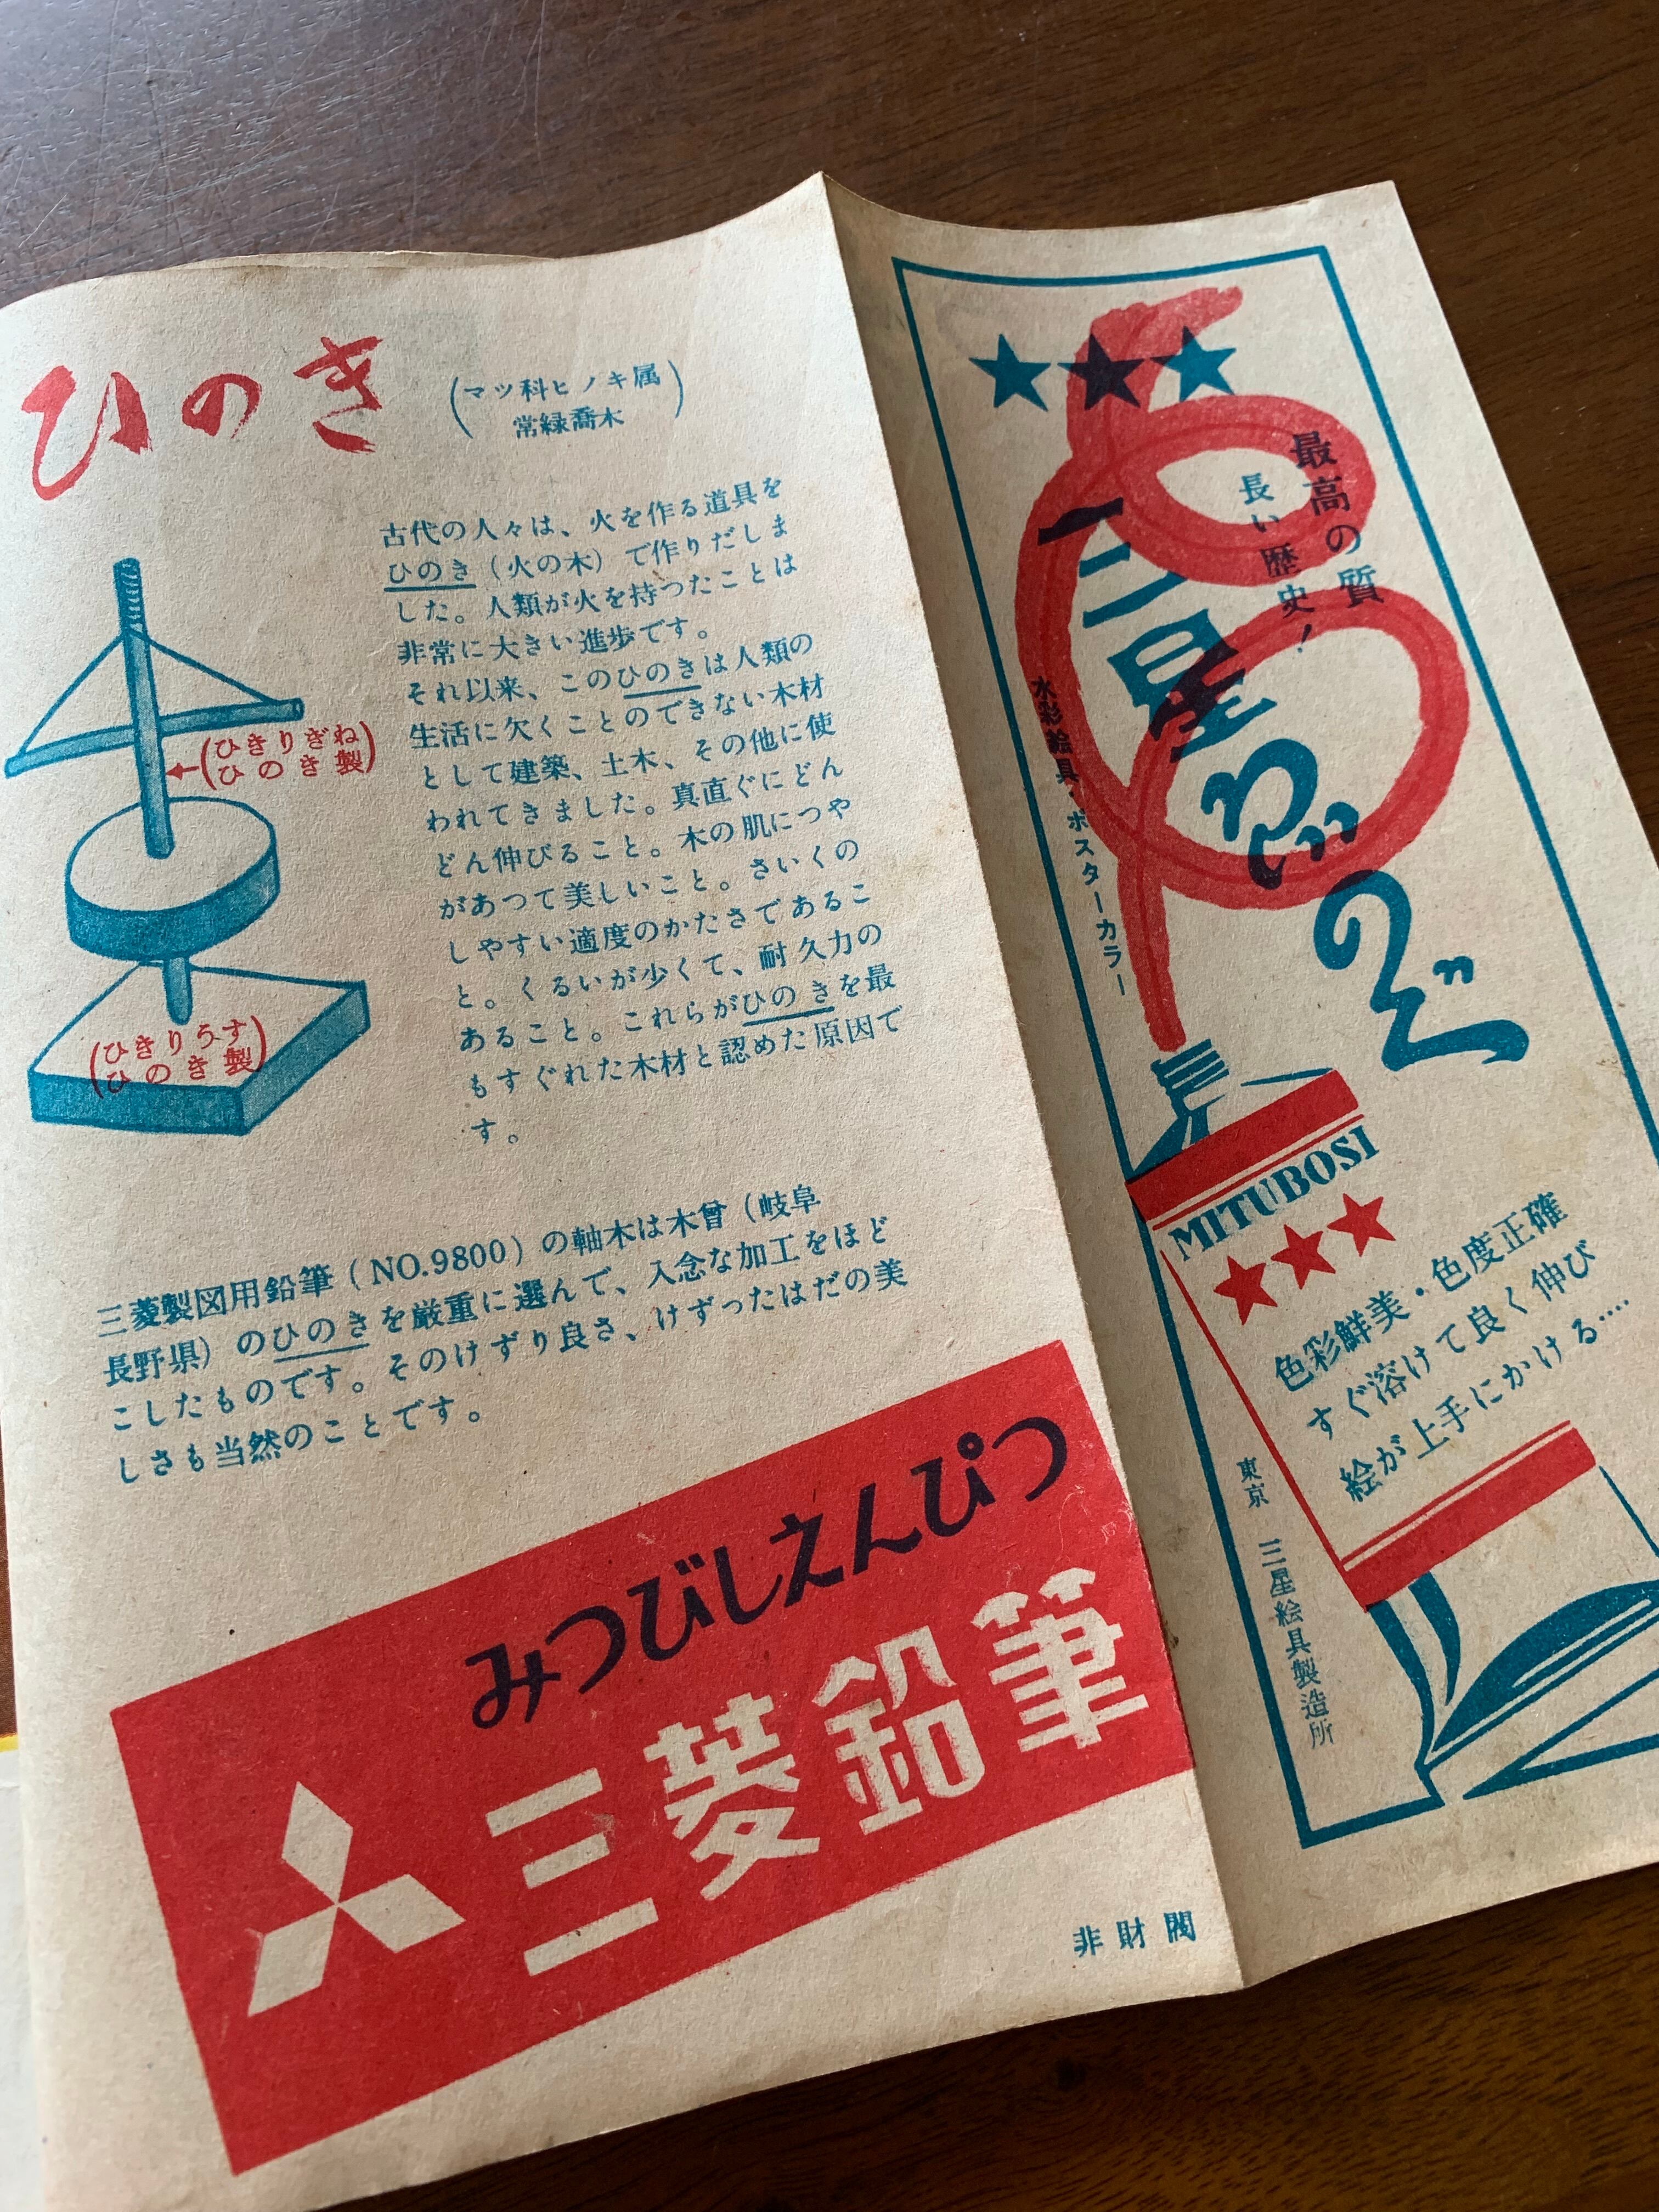 ひのき
(マツ科ヒノキ属
常緑喬木)
古代の人々は、火を作る道具を
ひのき(火の木)で作りだしま
した。人類が火を持つたことは
非常に大きい進歩です。
それ以来、このひのきは人類の
生活に欠くことのできない木材
として建築、土木、その他に使
われてきました。真直ぐにどん
どん伸びること。木の肌につや
があつて美しいこと。さいくの
しやすい適度のかたさであるこ
と。くるいが少くて、耐久力の
あること。これらがひのきを最
もすぐれた木材と認めた原因で
す。
(ひきりぎね
ひのき製)
(ひきりうす
ひのき製)
三菱製図用鉛筆(NO.9800)の軸木は木曾(岐阜
長野県)のひのきを厳重に選んで、入念な加工をほど
こしたものです。そのけずり良さ、けずったはだの美
しさも当然のことです。
みつびしえんぴつ
三菱鉛筆
非財閥
最高の質
長い歴史!
三星ゑのぐ
水彩絵具・ポスターカラー
MITUBOSI
色彩鮮美・色度正確
すぐ溶けて良く伸び
絵が上手にかける……
東京 三星絵具製造所